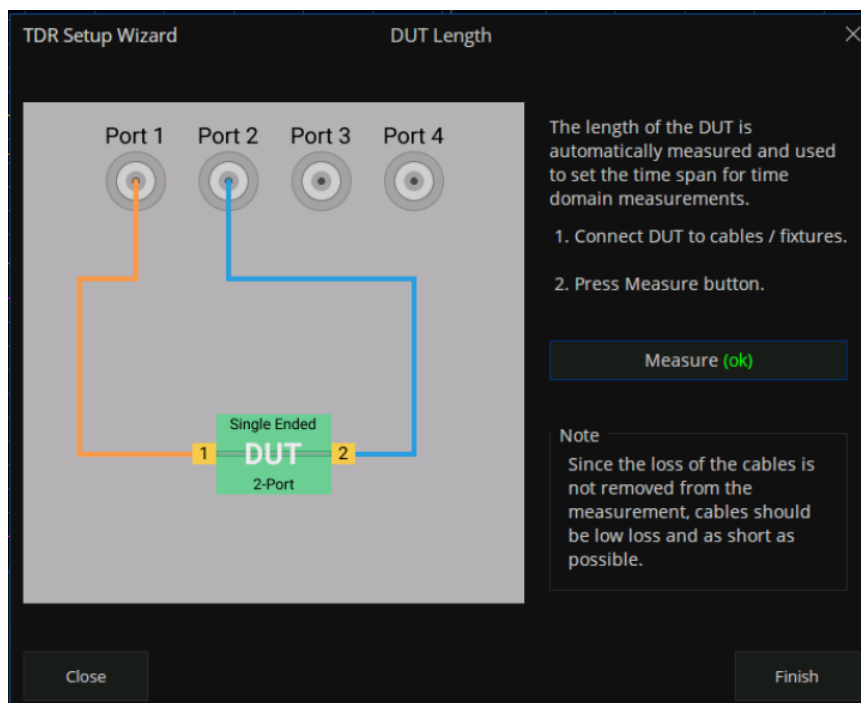 TDR Setup Wizard
DUT Length
Port 1
Port 2
Port 3
Port 4
The length of the DUT is
automatically measured and used
to set the time span for time
domain measurements.
1. Connect DUT to cables / fixtures.
2. Press Measure button.
Measure (ok)
Single Ended
1
DUT
2
2-Port
Note
Since the loss of the cables is
not removed from the
measurement, cables should
be low loss and as short as
possible.
Close
Finish